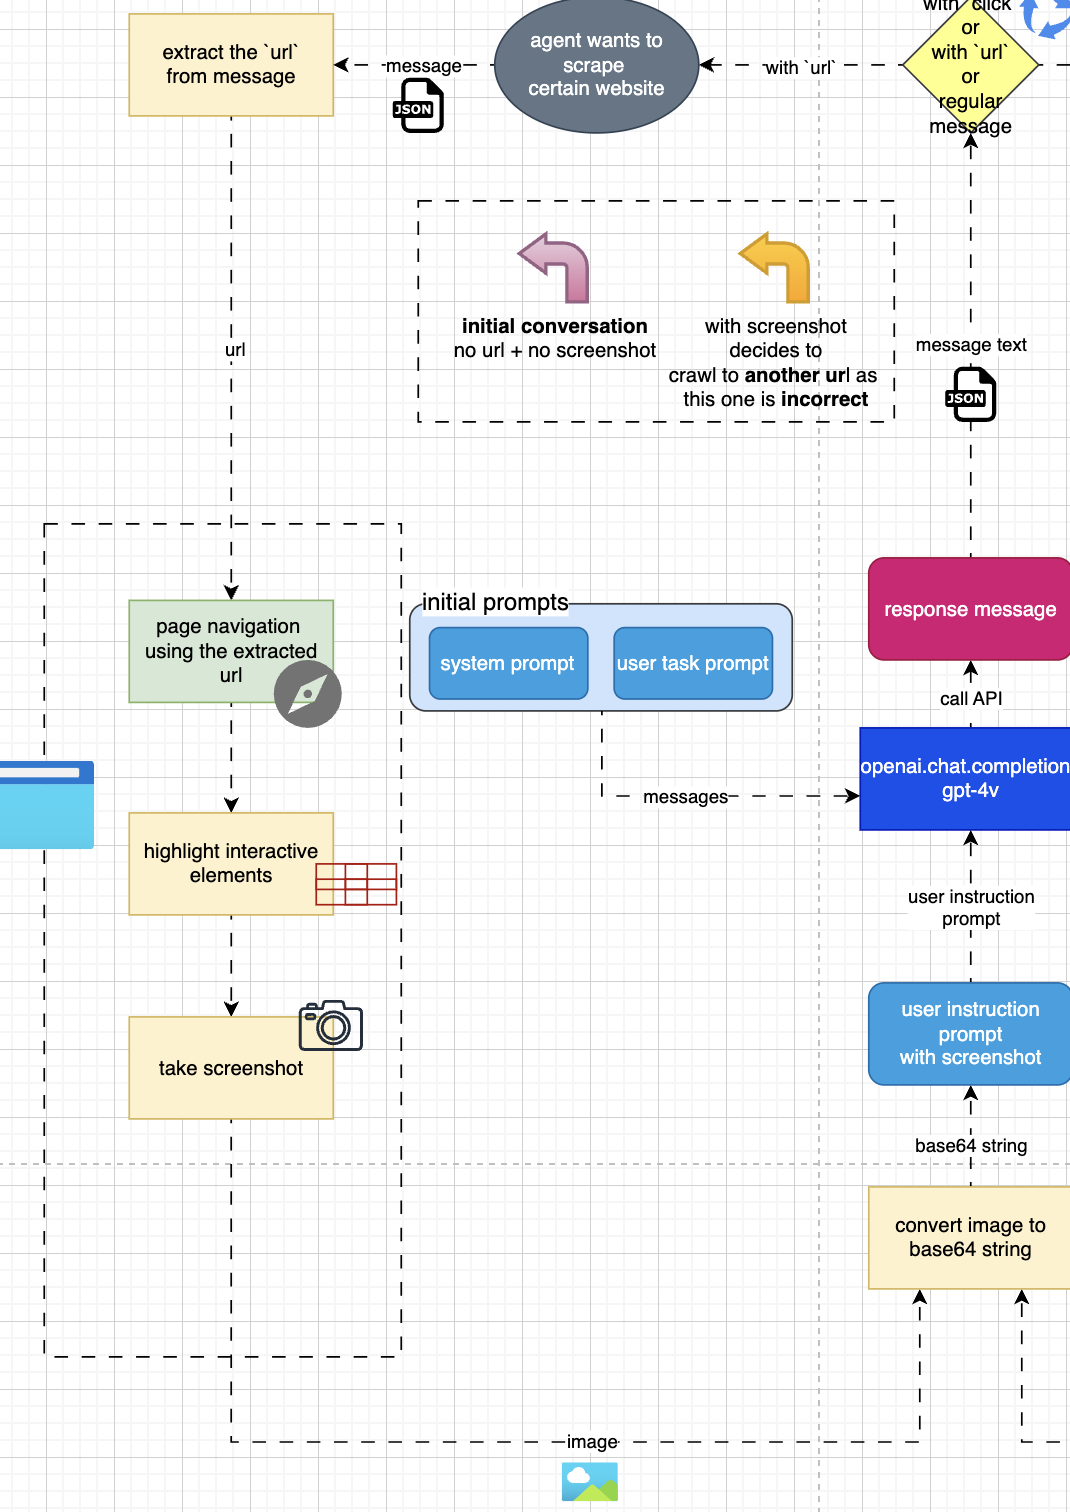 with `click`
or
with `url`
or
regular
message
with `url`
agent wants to
scrape
certain website
message
JSON
extract the `url`
from message
url
initial conversation
no url + no screenshot
with screenshot
decides to
crawl to another url as
this one is incorrect
message text
JSON
response message
call API
openai.chat.completion
gpt-4v
initial prompts
system prompt
user task prompt
messages
page navigation
using the extracted
url
highlight interactive
elements
take screenshot
user instruction
prompt
user instruction
prompt
with screenshot
base64 string
convert image to
base64 string
image